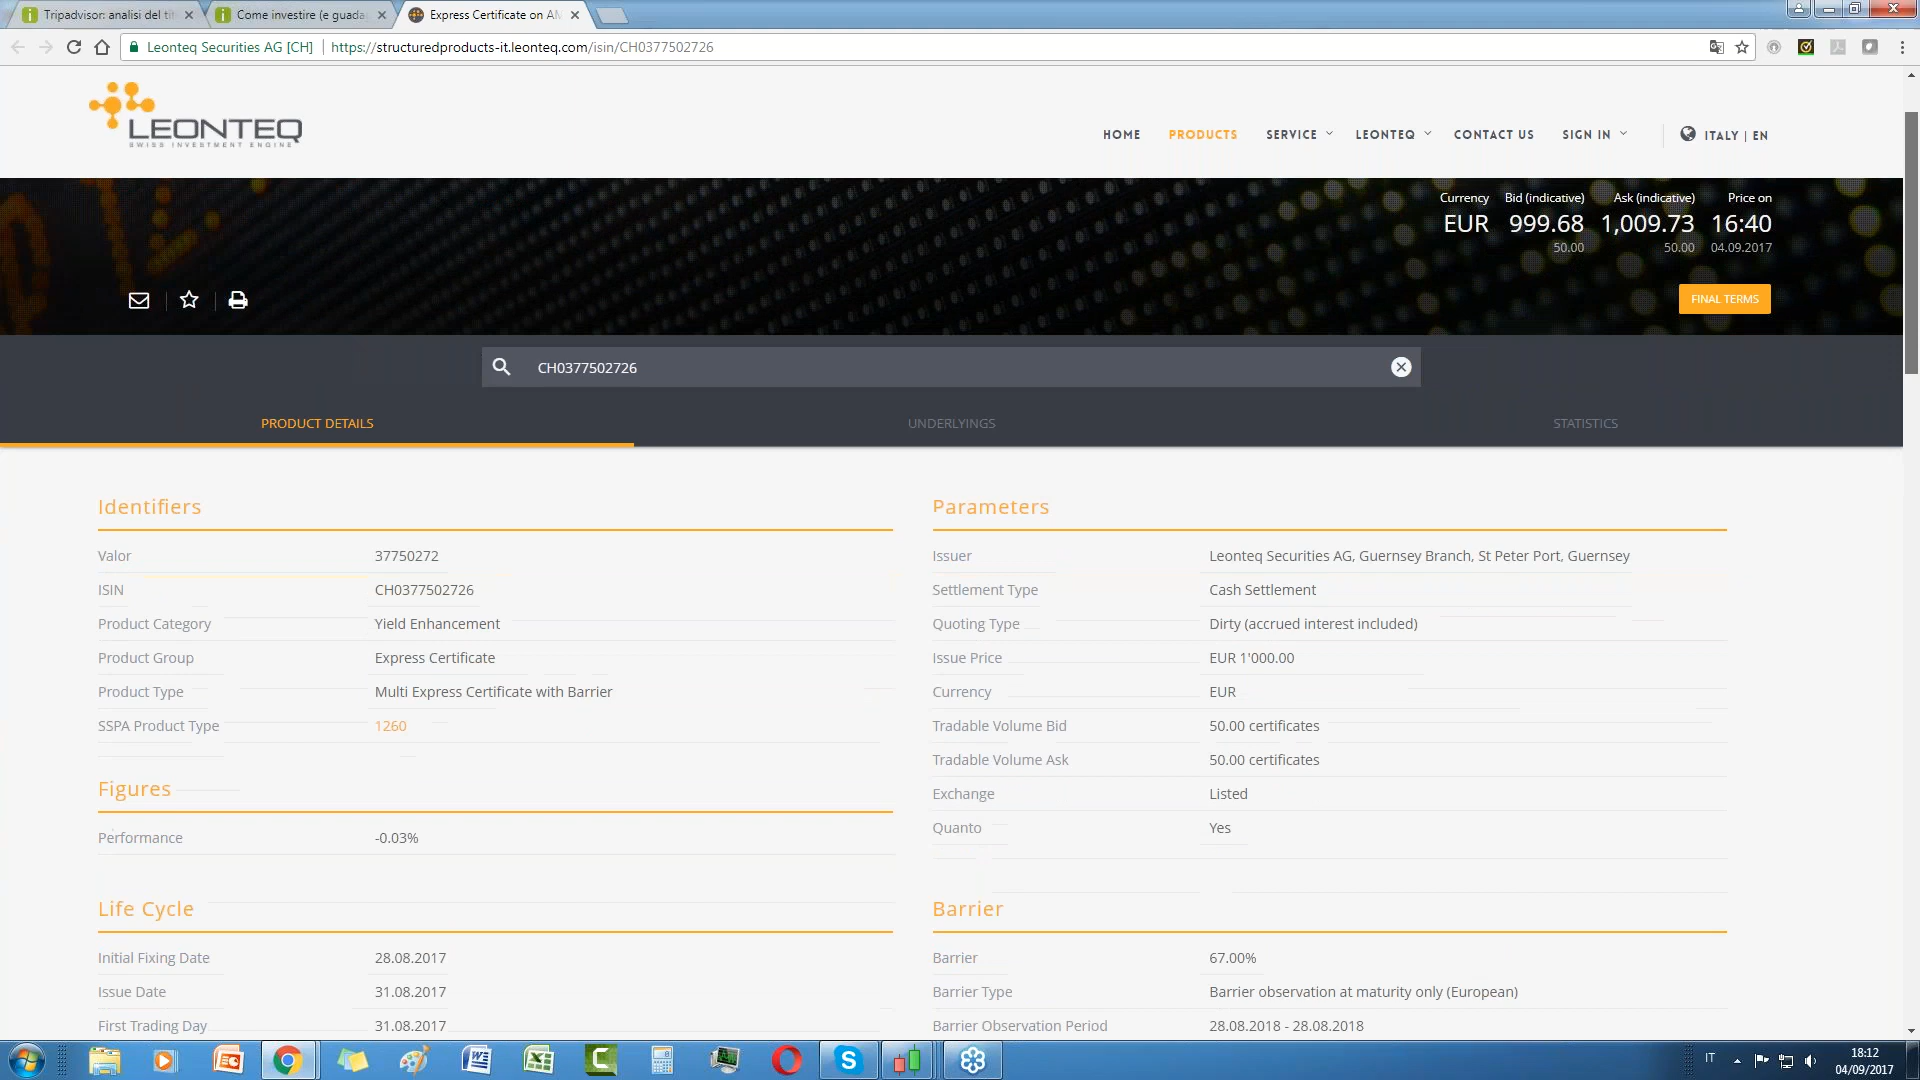 Tripadvisor: analisi del tit
Come investire (e guada
Express Certificate on AM
Leonteq Securities AG [CH] | https://structuredproducts-it.leonteq.com/isin/CH0377502726
LEONTEQ
SWISS INVESTMENT ENGINE
HOME PRODUCTS SERVICE LEONTEQ CONTACT US SIGN IN ITALY | EN
Currency Bid (indicative) Ask (indicative) Price on
EUR 999.68 1,009.73 16:40
50.00 50.00 04.09.2017
FINAL TERMS
CH0377502726
PRODUCT DETAILS UNDERLYINGS STATISTICS
Identifiers
Valor 37750272
ISIN CH0377502726
Product Category Yield Enhancement
Product Group Express Certificate
Product Type Multi Express Certificate with Barrier
SSPA Product Type 1260
Figures
Performance -0.03%
Life Cycle
Initial Fixing Date 28.08.2017
Issue Date 31.08.2017
First Trading Day 31.08.2017
Parameters
Issuer Leonteq Securities AG, Guernsey Branch, St Peter Port, Guernsey
Settlement Type Cash Settlement
Quoting Type Dirty (accrued interest included)
Issue Price EUR 1'000.00
Currency EUR
Tradable Volume Bid 50.00 certificates
Tradable Volume Ask 50.00 certificates
Exchange Listed
Quanto Yes
Barrier
Barrier 67.00%
Barrier Type Barrier observation at maturity only (European)
Barrier Observation Period 28.08.2018 - 28.08.2018
IT
18:12
04/09/2017